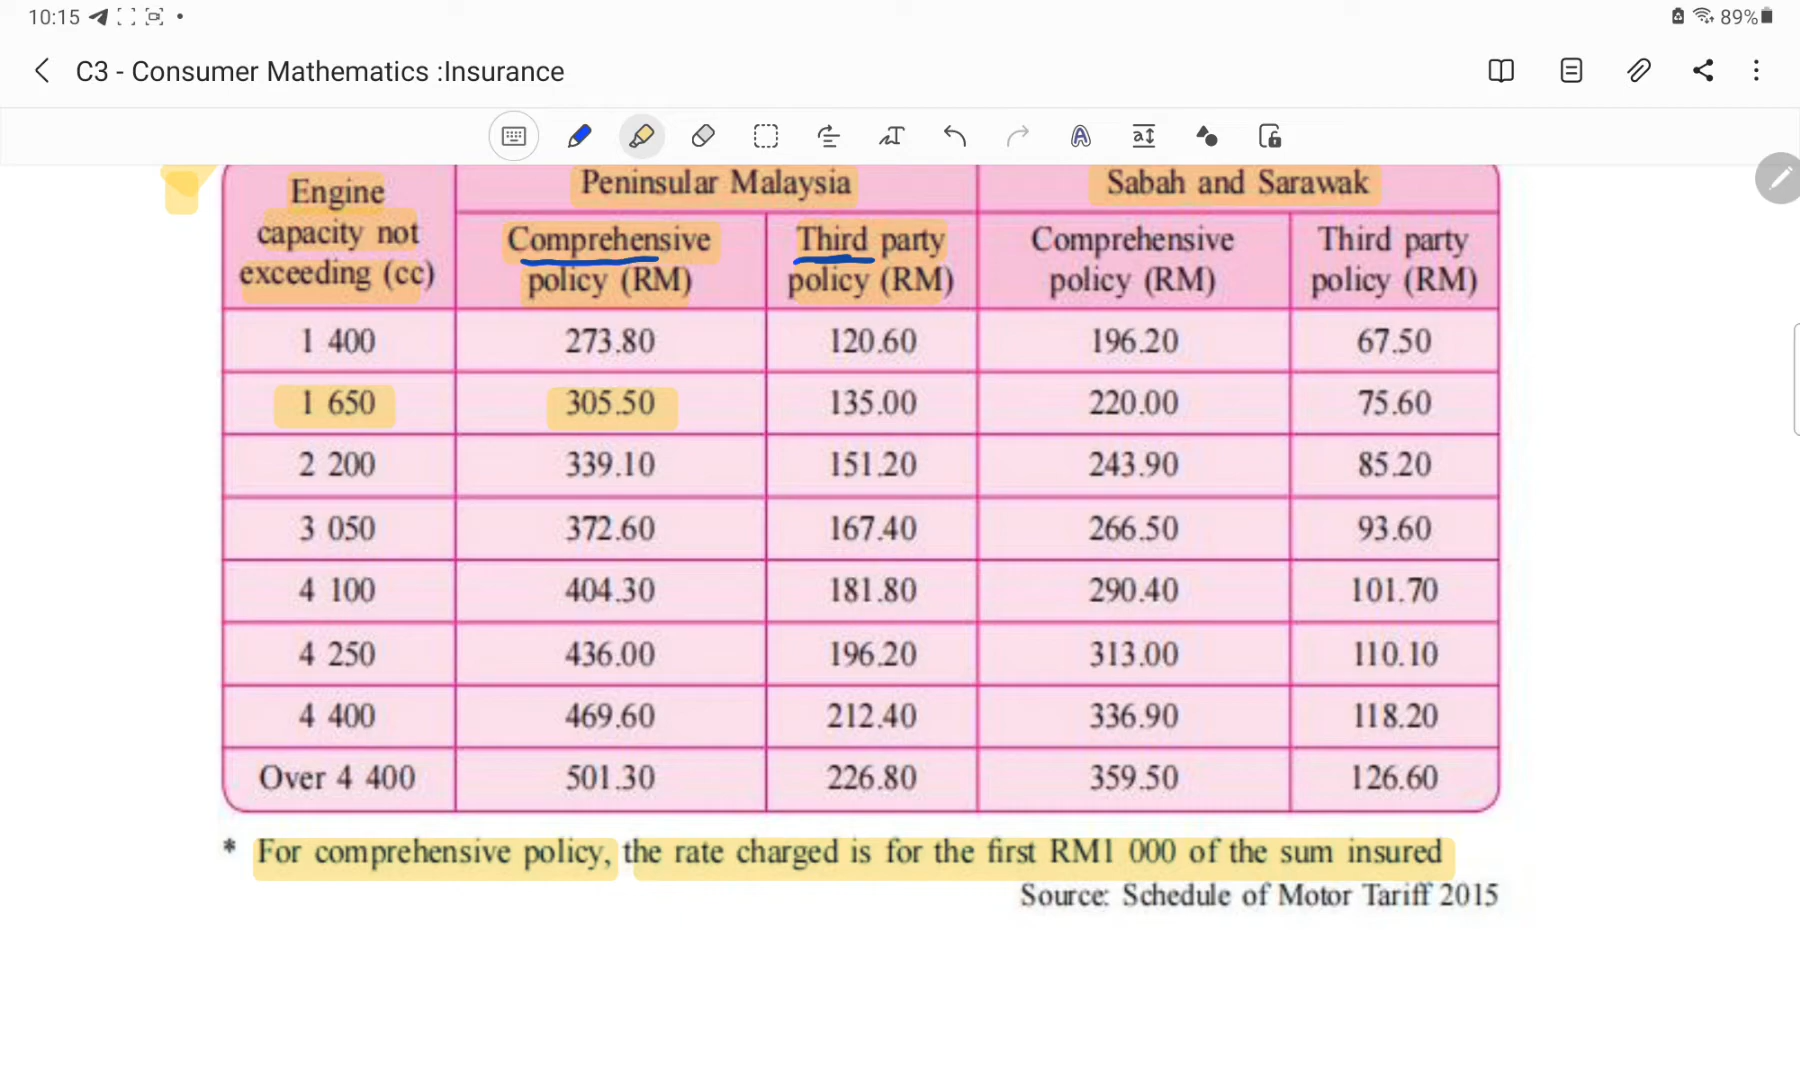 10:15
89%
C3 - Consumer Mathematics :Insurance
Engine capacity not exceeding (cc)
Peninsular Malaysia
Sabah and Sarawak
Comprehensive policy (RM)
Third party policy (RM)
Comprehensive policy (RM)
Third party policy (RM)
1 400 273.80 120.60 196.20 67.50
1 650 305.50 135.00 220.00 75.60
2 200 339.10 151.20 243.90 85.20
3 050 372.60 167.40 266.50 93.60
4 100 404.30 181.80 290.40 101.70
4 250 436.00 196.20 313.00 110.10
4 400 469.60 212.40 336.90 118.20
Over 4 400 501.30 226.80 359.50 126.60
* For comprehensive policy, the rate charged is for the first RM1 000 of the sum insured
Source: Schedule of Motor Tariff 2015